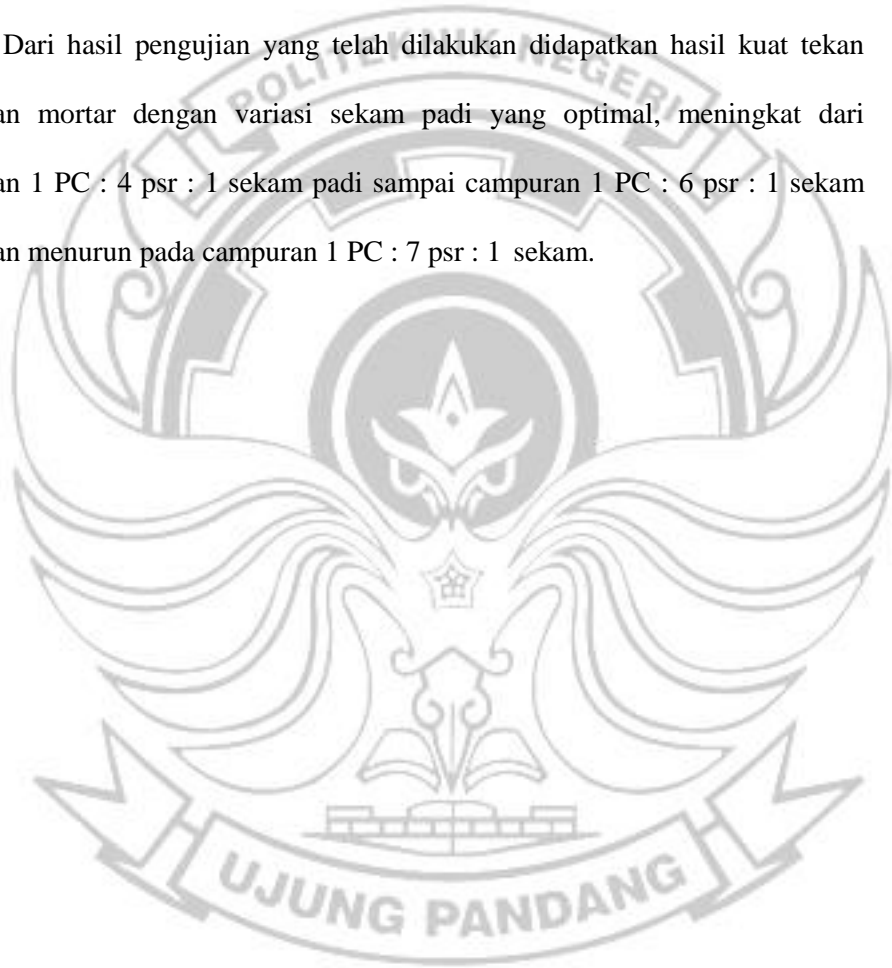 Dari hasil pengujian yang telah dilakukan didapatkan hasil kuat tekan
an mortar dengan variasi sekam padi yang optimal, meningkat dari
an 1 PC : 4 psr : 1 sekam padi sampai campuran 1 PC : 6 psr : 1 sekam
an menurun pada campuran 1 PC : 7 psr : 1 sekam.
POLITEKNIK NEGERI
UJUNG PANDANG